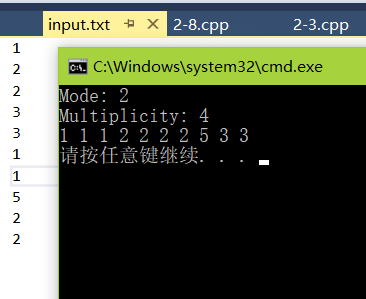 input.txt 2-8.cpp 2-3.cpp
C:\Windows\system32\cmd.exe
1
2
2
3
3
1
1
5
2
2
Mode: 2
Multiplicity: 4
1 1 1 2 2 2 2 5 3 3
请按任意键继续. . .